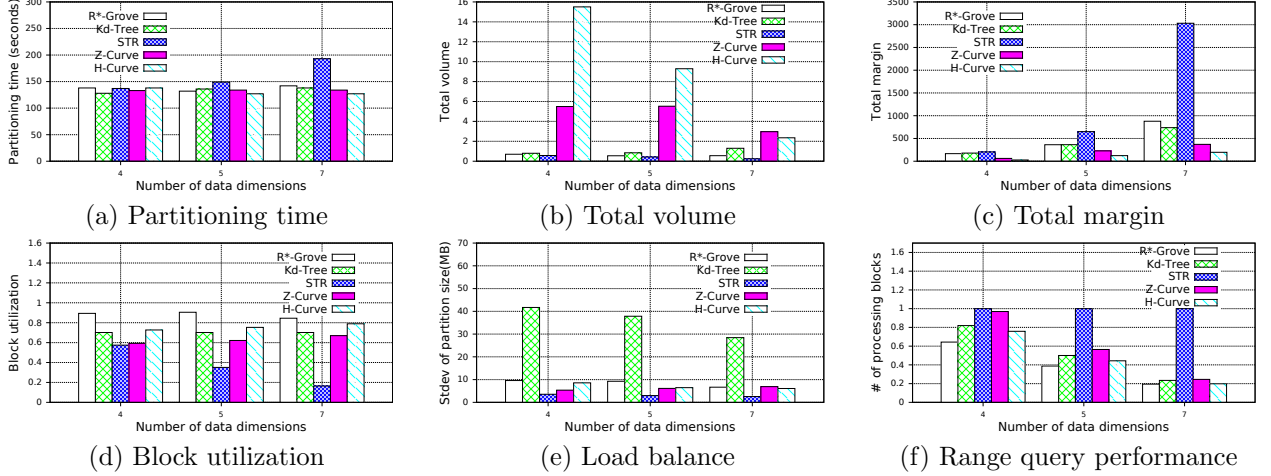 Partitioning time (seconds)
300
250
200
150
100
50
0
R*-Grove
Kd-Tree
STR
Z-Curve
H-Curve
4 5 7
Number of data dimensions
(a) Partitioning time
Total volume
16
14
12
10
8
6
4
2
0
R*-Grove
Kd-Tree
STR
Z-Curve
H-Curve
4 5 7
Number of data dimensions
(b) Total volume
Total margin
3500
3000
2500
2000
1500
1000
500
0
R*-Grove
Kd-Tree
STR
Z-Curve
H-Curve
4 5 7
Number of data dimensions
(c) Total margin
Block utilization
1.6
1.4
1.2
1
0.8
0.6
0.4
0.2
0
R*-Grove
Kd-Tree
STR
Z-Curve
H-Curve
4 5 7
Number of data dimensions
(d) Block utilization
Stdev of partition size(MB)
70
60
50
40
30
20
10
0
R*-Grove
Kd-Tree
STR
Z-Curve
H-Curve
4 5 7
Number of data dimensions
(e) Load balance
# of processing blocks
1.6
1.4
1.2
1
0.8
0.6
0.4
0.2
0
R*-Grove
Kd-Tree
STR
Z-Curve
H-Curve
4 5 7
Number of data dimensions
(f) Range query performance